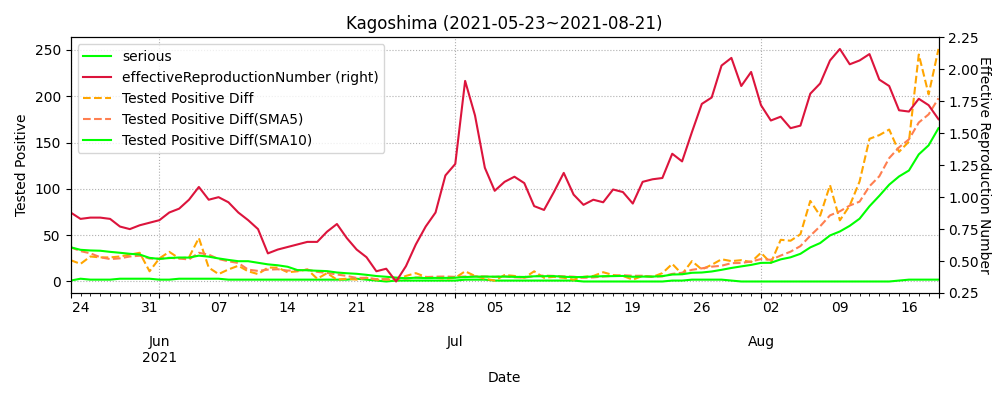 Kagoshima (2021-05-23~2021-08-21)
serious
effectiveReproductionNumber (right)
Tested Positive Diff
Tested Positive Diff(SMA5)
Tested Positive Diff(SMA10)
Tested Positive
250
200
150
100
50
0
2.25
2.00
1.75
1.50
1.25
1.00
0.75
0.50
0.25
Effective Reproduction Number
24 31 07 14 21 28 05 12 19 26 02 09 16
Jun Jul Aug
2021
Date